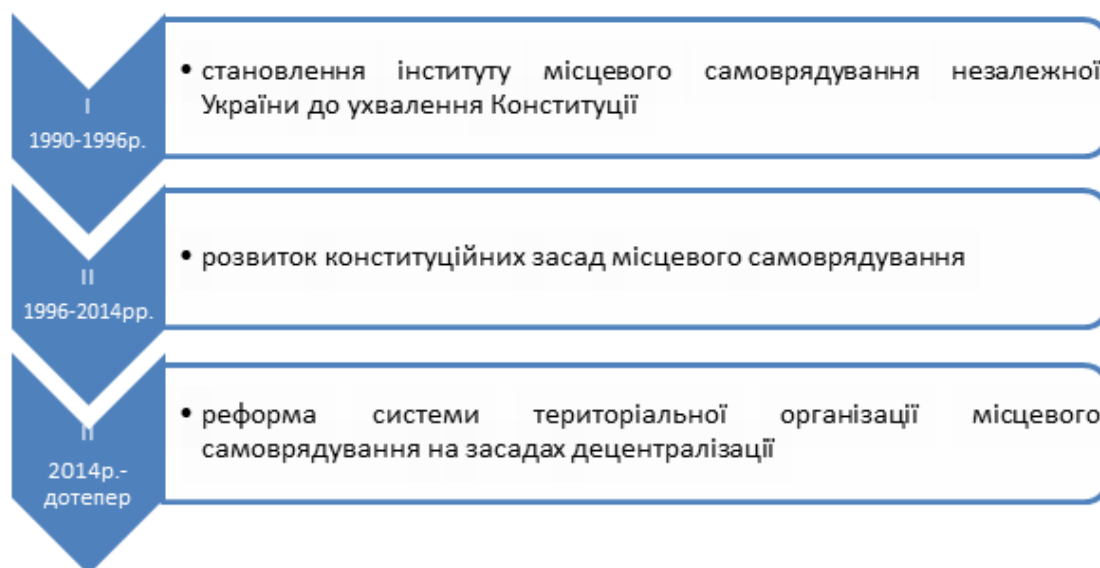 I
1990-1996р.
• становлення інституту місцевого самоврядування незалежної
України до ухвалення Конституції
II
1996-2014рр.
• розвиток конституційних засад місцевого самоврядування
II
2014р.-
дотепер
• реформа системи територіальної організації місцевого
самоврядування на засадах децентралізації